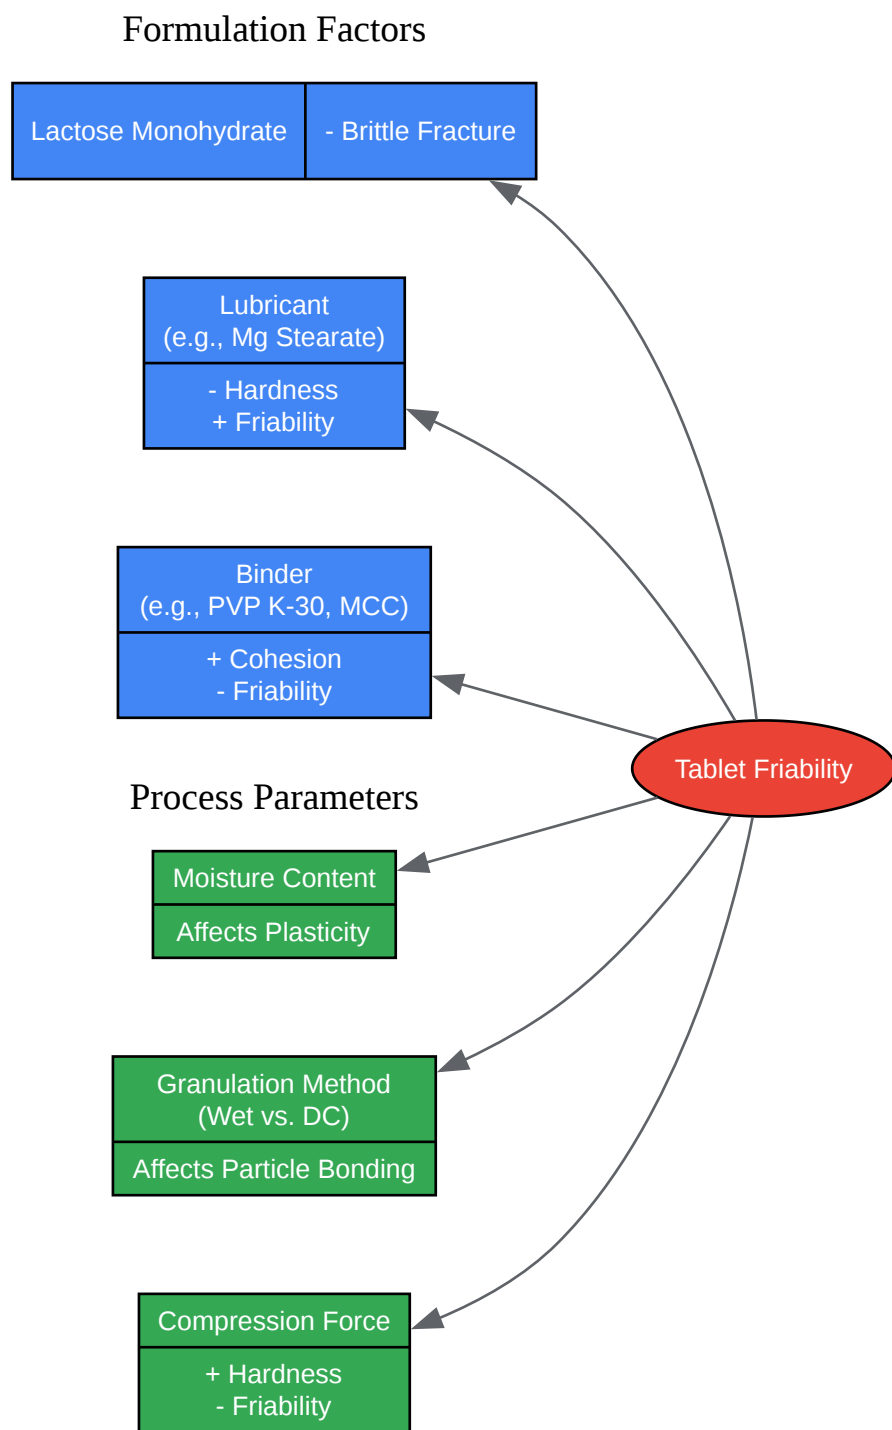 Formulation Factors
Lactose Monohydrate
- Brittle Fracture
Lubricant
(e.g., Mg Stearate)
- Hardness
+ Friability
Binder
(e.g., PVP K-30, MCC)
+ Cohesion
- Friability
Tablet Friability
Process Parameters
Moisture Content
Affects Plasticity
Granulation Method
(Wet vs. DC)
Affects Particle Bonding
Compression Force
+ Hardness
- Friability